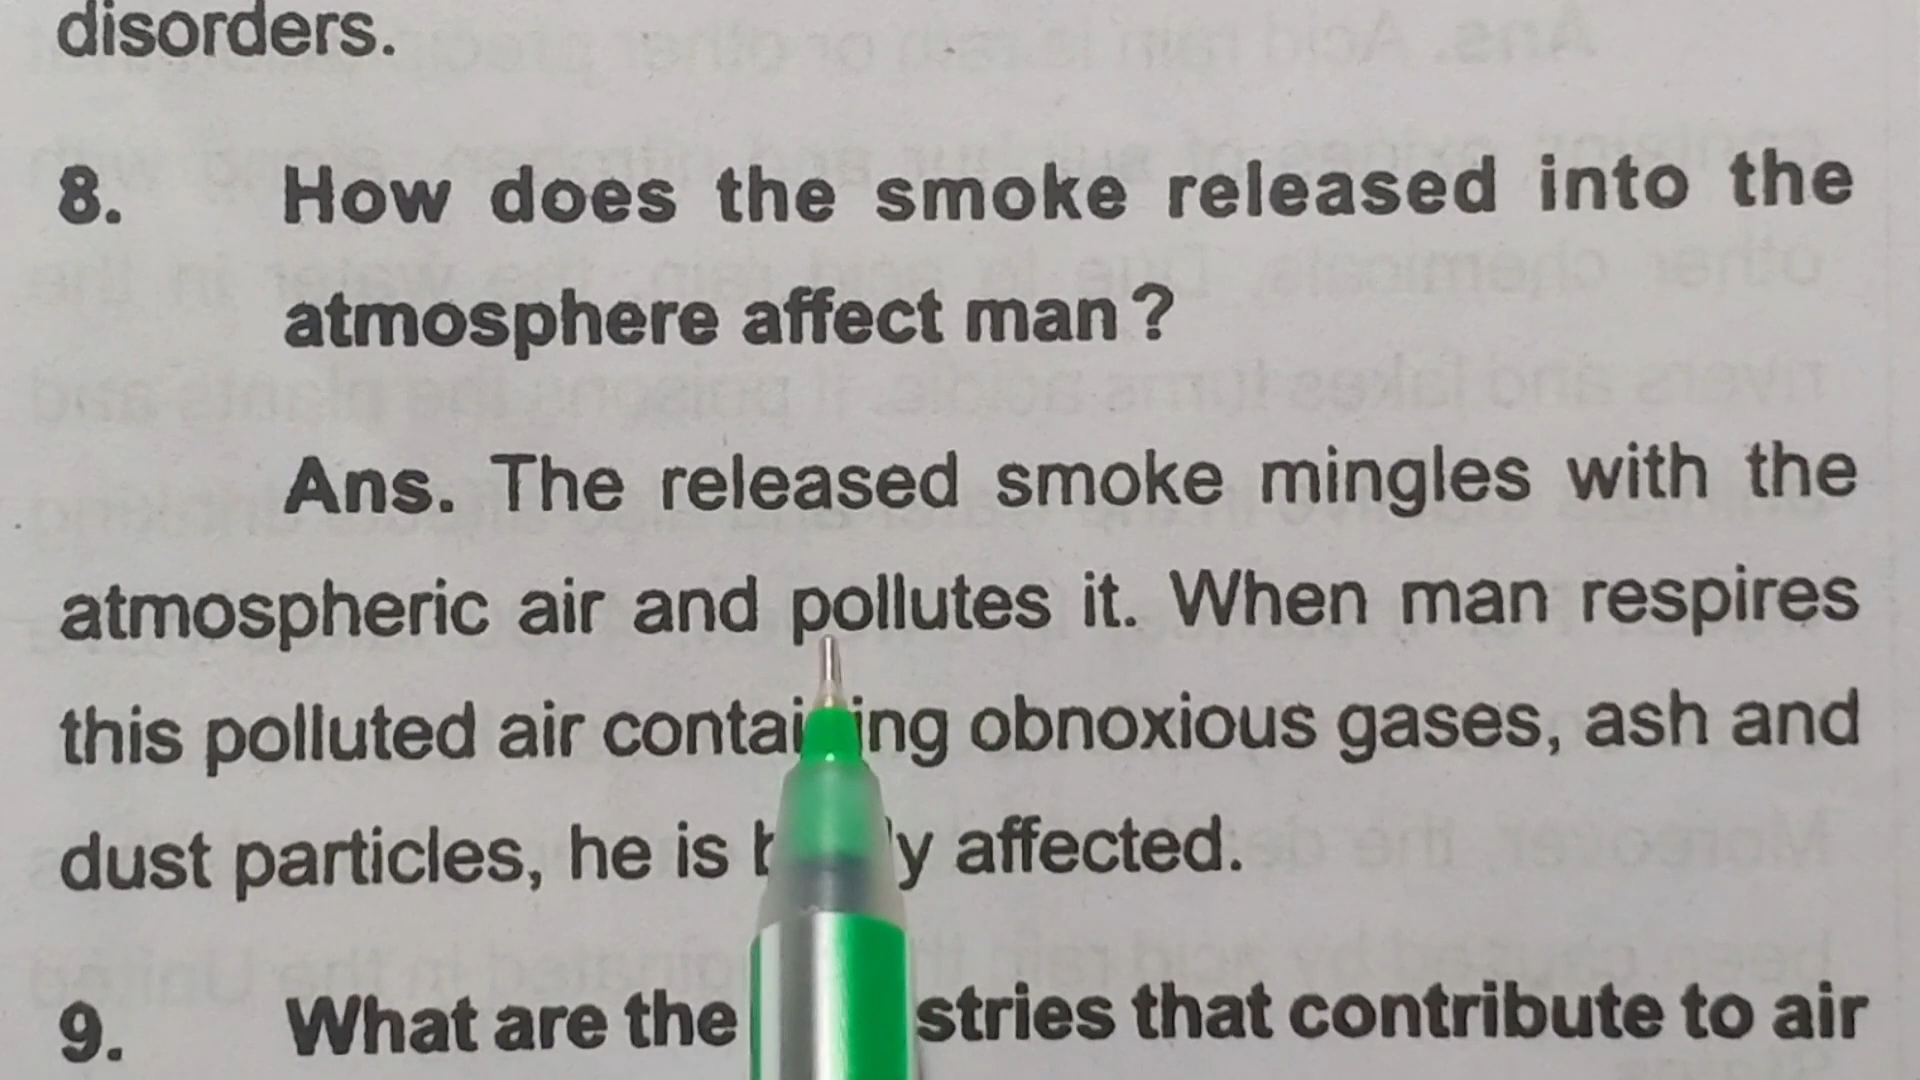 disorders.
8. How does the smoke released into the
atmosphere affect man?
Ans. The released smoke mingles with the
atmospheric air and pollutes it. When man respires
this polluted air containing obnoxious gases, ash and
dust particles, he is affected.
9. What are the that contribute to air